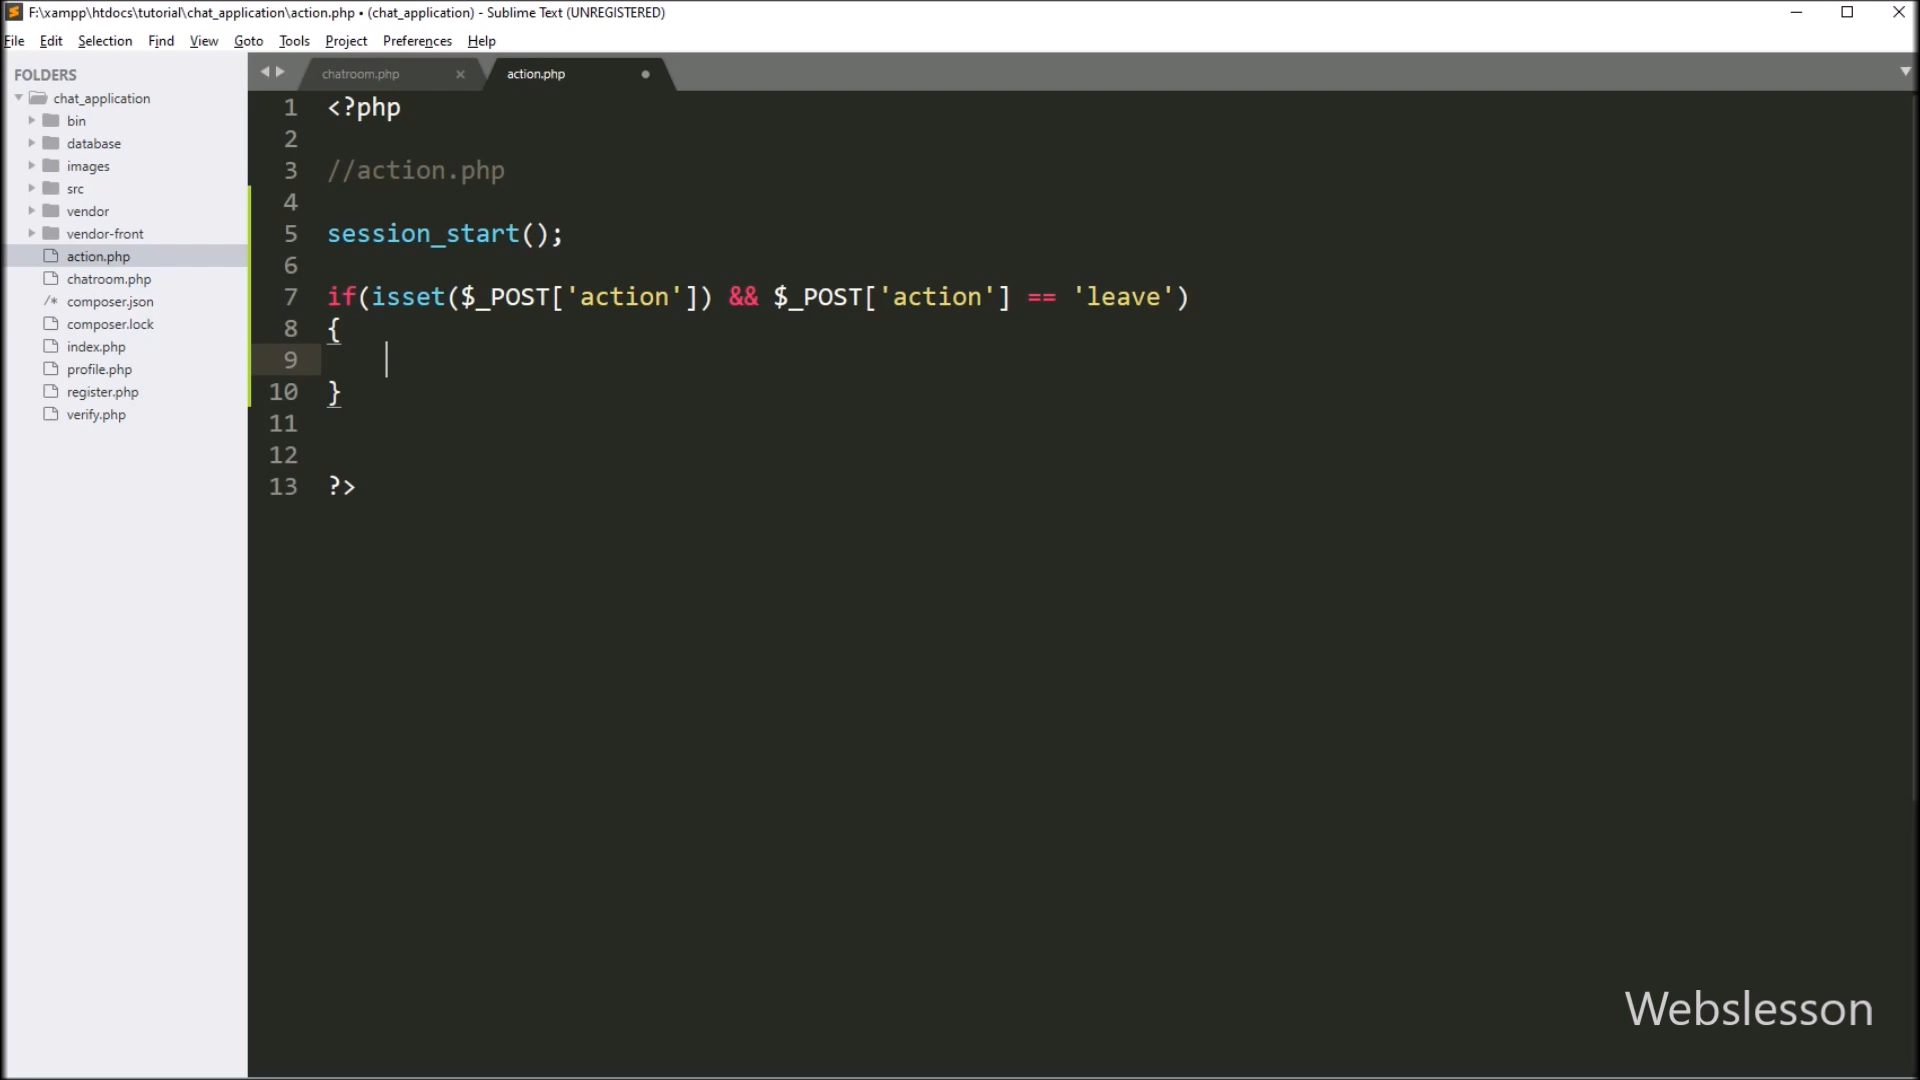 F:\xampp\htdocs\tutorial\chat_application\action.php • (chat_application) - Sublime Text (UNREGISTERED)
File Edit Selection Find View Goto Tools Project Preferences Help
FOLDERS
chat_application
bin
database
images
src
vendor
vendor-front
action.php
chatroom.php
/* composer.json
composer.lock
index.php
profile.php
register.php
verify.php
chatroom.php × action.php
1 <?php
2
3 //action.php
4
5 session_start();
6
7 if(isset($_POST['action']) && $_POST['action'] == 'leave')
8 {
9
10 }
11
12
13 ?>
Webslesson